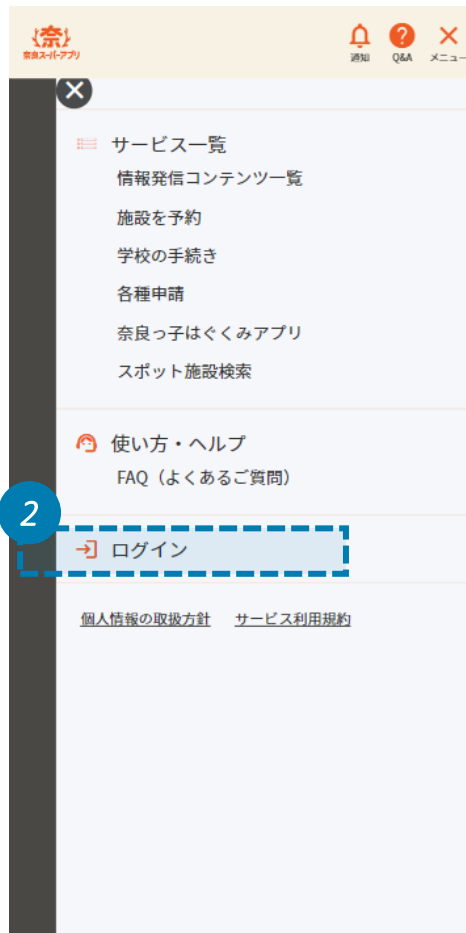 奈
奈良スーパーアプリ
通知
Q&A
メニュー
サービス一覧
情報発信コンテンツ一覧
施設を予約
学校の手続き
各種申請
奈良っ子はぐくみアプリ
スポット施設検索
使い方・ヘルプ
FAQ（よくあるご質問）
2
ログイン
個人情報の取扱方針 サービス利用規約